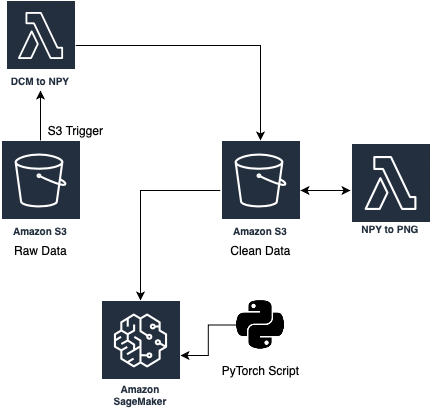 DCM to NPY
S3 Trigger
Amazon S3
Raw Data
Amazon S3
Clean Data
NPY to PNG
Amazon
SageMaker
PyTorch Script